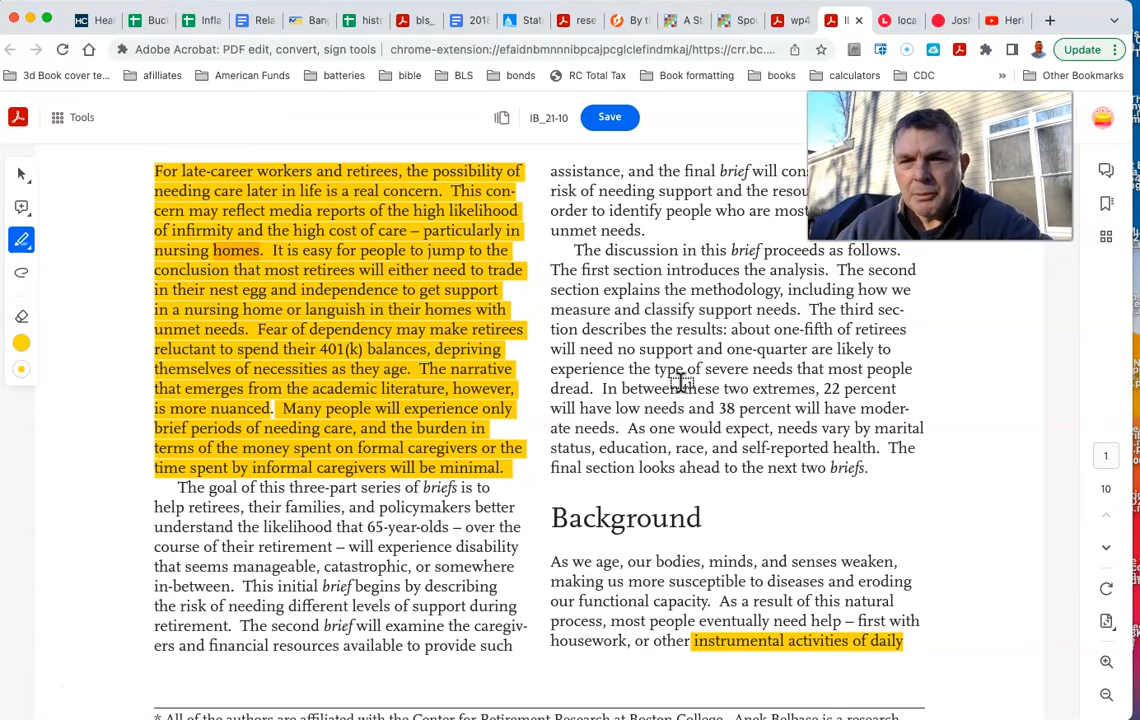 Heal
Buck
Infla
Rela
Bang
hist
bls_
2018
State
rese
By th
A St
Spo
wp4
loca
Josh
Herl
Adobe Acrobat: PDF edit, convert, sign tools
chrome-extension://efaidnbmnnnibpcajpcglclefindmkaj/https://crr.bc....
Update
3d Book cover te...
afilliates
American Funds
batteries
bible
BLS
bonds
RC Total Tax
Book formatting
books
calculators
CDC
»
Other Bookmarks
Tools
IB_21-10
Save
For late-career workers and retirees, the possibility of
needing care later in life is a real concern. This con-
cern may reflect media reports of the high likelihood
of infirmity and the high cost of care – particularly in
nursing homes. It is easy for people to jump to the
conclusion that most retirees will either need to trade
in their nest egg and independence to get support
in a nursing home or languish in their homes with
unmet needs. Fear of dependency may make retirees
reluctant to spend their 401(k) balances, depriving
themselves of necessities as they age. The narrative
that emerges from the academic literature, however,
is more nuanced. Many people will experience only
brief periods of needing care, and the burden in
terms of the money spent on formal caregivers or the
time spent by informal caregivers will be minimal.
The goal of this three-part series of briefs is to
help retirees, their families, and policymakers better
understand the likelihood that 65-year-olds – over the
course of their retirement – will experience disability
that seems manageable, catastrophic, or somewhere
in-between. This initial brief begins by describing
the risk of needing different levels of support during
retirement. The second brief will examine the caregiv-
ers and financial resources available to provide such
assistance, and the final brief will con
risk of needing support and the resou
order to identify people who are most
unmet needs.
The discussion in this brief proceeds as follows.
The first section introduces the analysis. The second
section explains the methodology, including how we
measure and classify support needs. The third sec-
tion describes the results: about one-fifth of retirees
will need no support and one-quarter are likely to
experience the type of severe needs that most people
dread. In between these two extremes, 22 percent
will have low needs and 38 percent will have moder-
ate needs. As one would expect, needs vary by marital
status, education, race, and self-reported health. The
final section looks ahead to the next two briefs.
Background
As we age, our bodies, minds, and senses weaken,
making us more susceptible to diseases and eroding
our functional capacity. As a result of this natural
process, most people eventually need help – first with
housework, or other instrumental activities of daily
* All of the authors are affiliated with the Center for Retirement Research at Boston College. Anek Belbase is a research
1
10